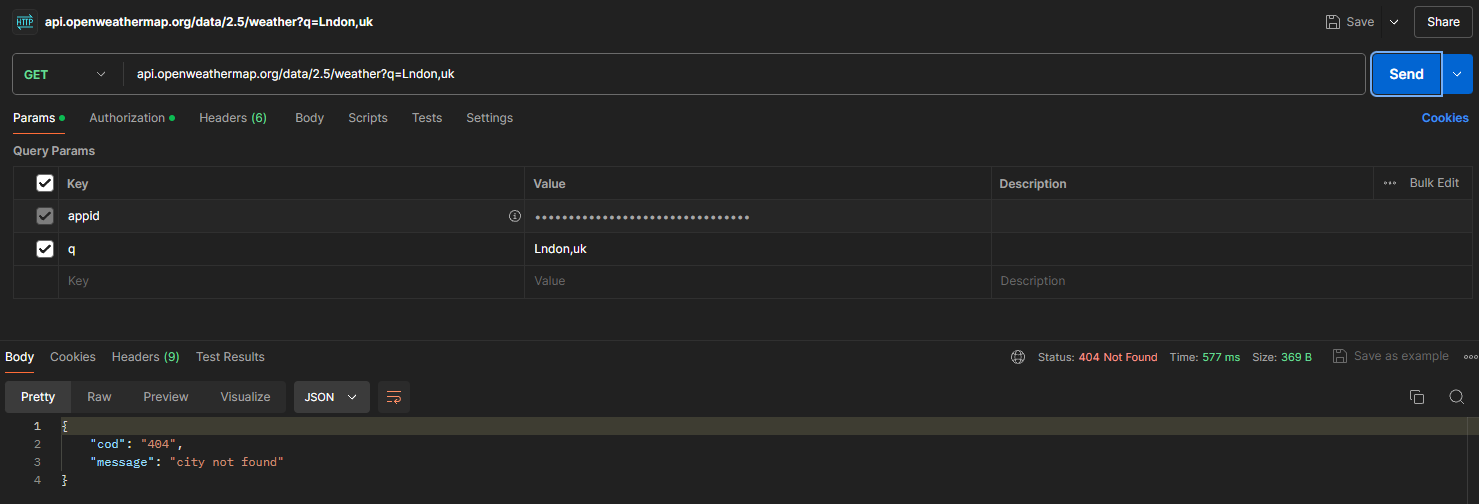 HTTP api.openweathermap.org/data/2.5/weather?q=Lndon,uk Save Share
GET api.openweathermap.org/data/2.5/weather?q=Lndon,uk Send
Params Authorization Headers (6) Body Scripts Tests Settings Cookies
Query Params
Key Value Description Bulk Edit
appid ••••••••••••••••••••••••••••••••
q Lndon,uk
Key Value Description
Body Cookies Headers (9) Test Results Status: 404 Not Found Time: 577 ms Size: 369 B Save as example
Pretty Raw Preview Visualize JSON
1 {
2 "cod": "404",
3 "message": "city not found"
4 }